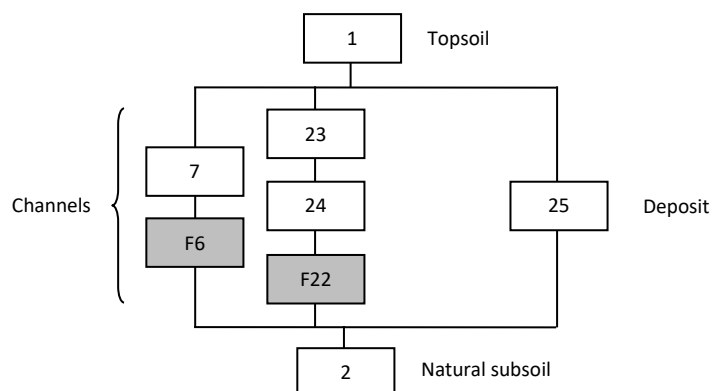 1 Topsoil
23
7
24
Channels 25 Deposit
F6
F22
2 Natural subsoil